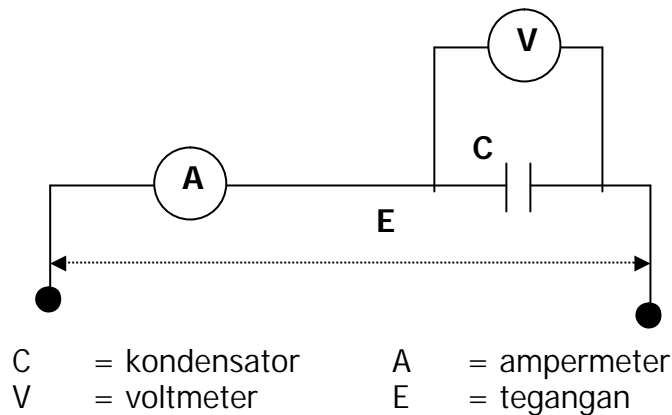 V
C
A
E
C = kondensator A = ampermeter
V = voltmeter E = tegangan